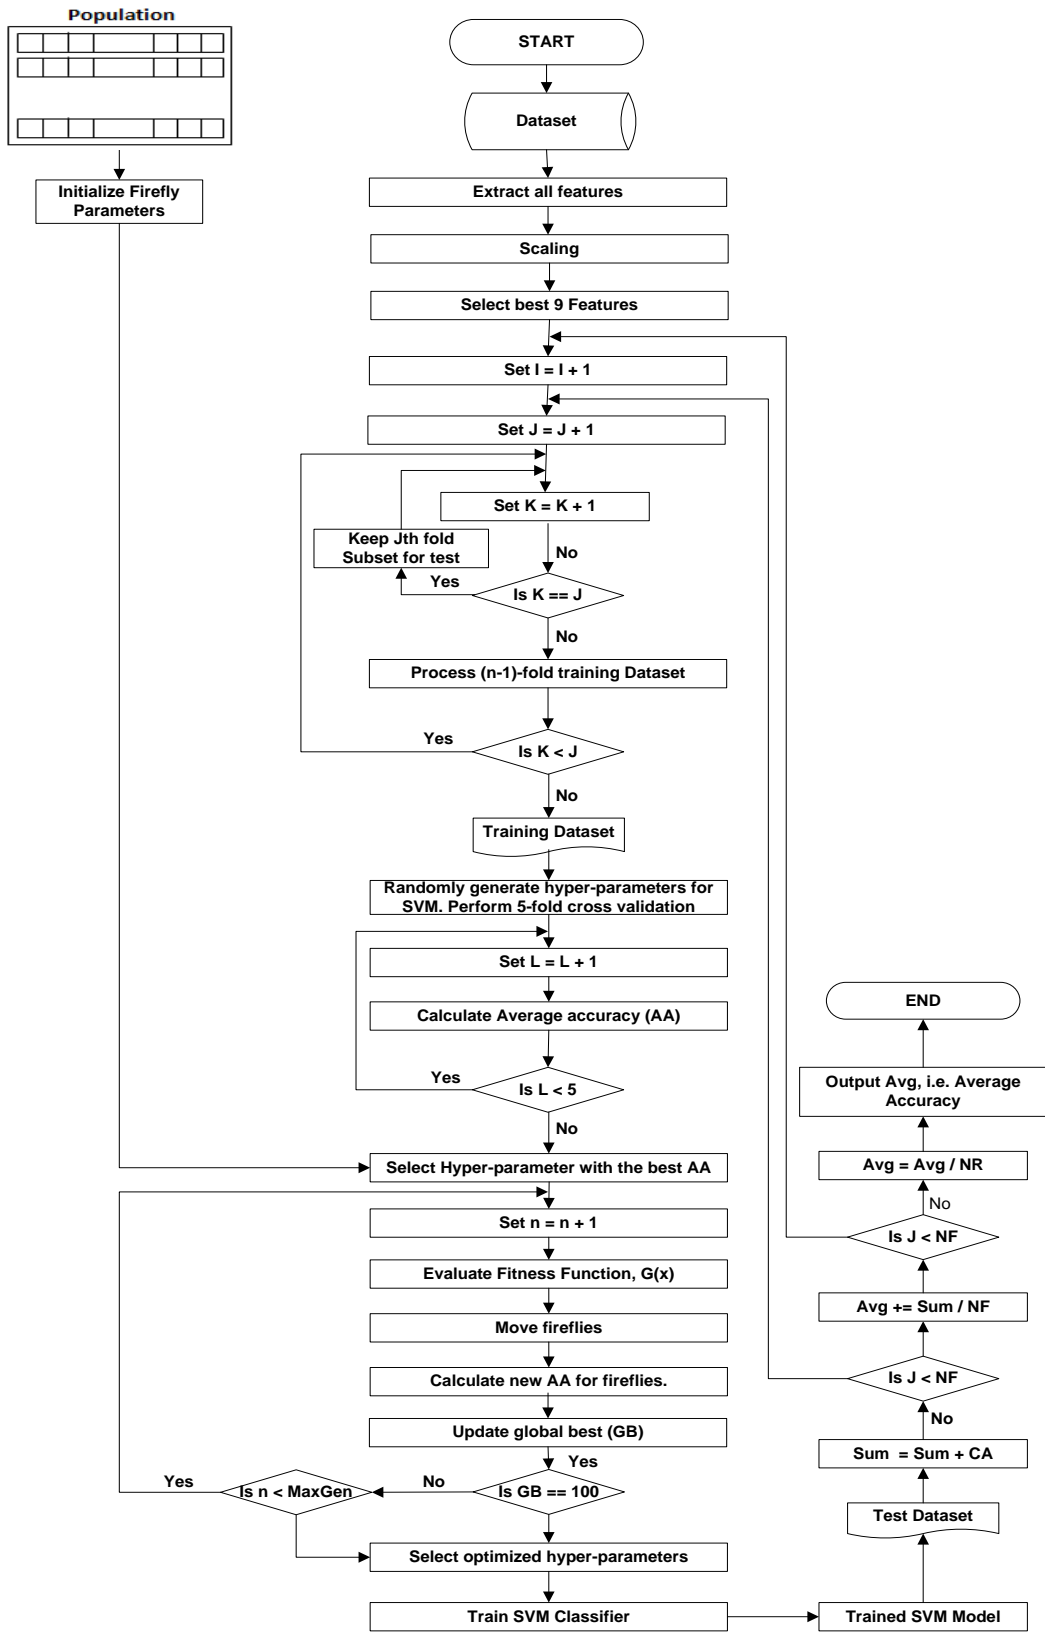 Population
Initialize Firefly
Parameters
START
Dataset
Extract all features
Scaling
Select best 9 Features
Set I = I + 1
Set J = J + 1
Set K = K + 1
Keep Jth fold
Subset for test
No
Yes
Is K == J
No
Process (n-1)-fold training Dataset
Yes
Is K < J
No
Training Dataset
Randomly generate hyper-parameters for
SVM. Perform 5-fold cross validation
Set L = L + 1
Calculate Average accuracy (AA)
Yes
Is L < 5
No
Select Hyper-parameter with the best AA
Set n = n + 1
Evaluate Fitness Function, G(x)
Move fireflies
Calculate new AA for fireflies.
Update global best (GB)
Yes
Yes
No
Is n < MaxGen
Is GB == 100
Select optimized hyper-parameters
Train SVM Classifier
Trained SVM Model
Test Dataset
Sum = Sum + CA
No
Is J < NF
Avg += Sum / NF
Is J < NF
No
Avg = Avg / NR
Output Avg, i.e. Average
Accuracy
END